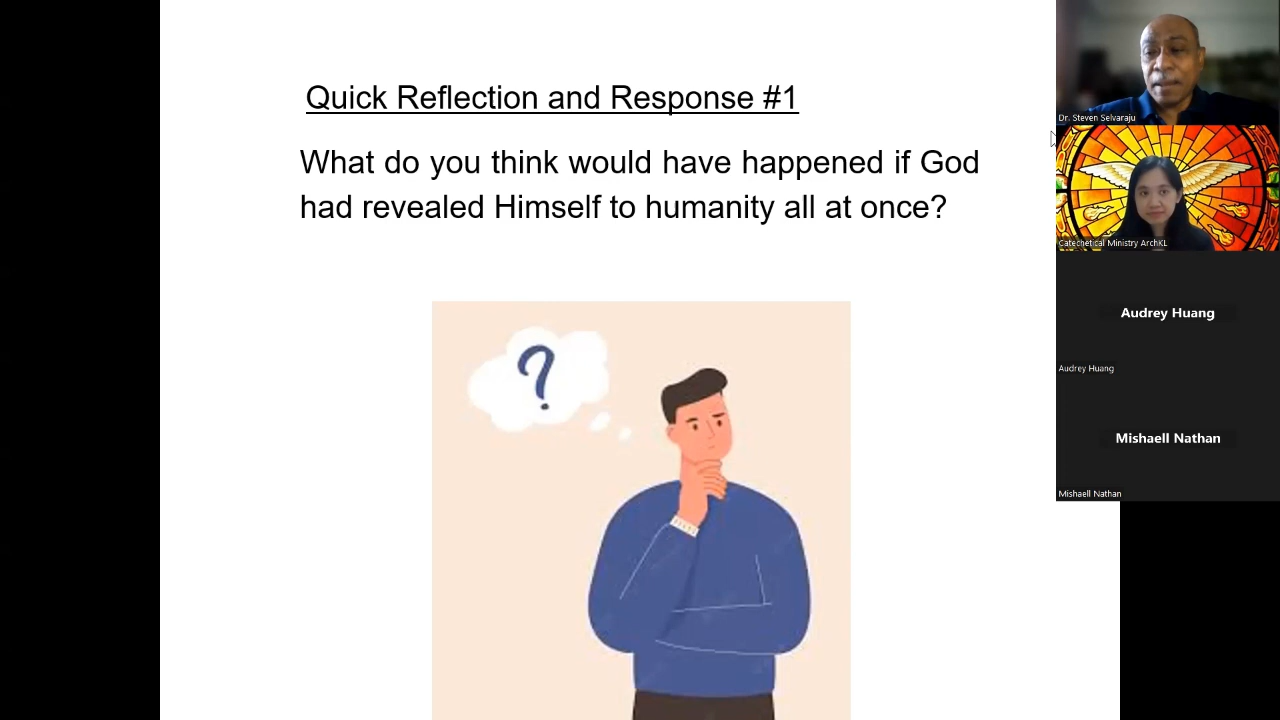 Quick Reflection and Response #1
What do you think would have happened if God
had revealed Himself to humanity all at once?
?
Dr. Steven Selvaraju
Catechetical Ministry ArchKL
Audrey Huang
Audrey Huang
Mishaell Nathan
Mishaell Nathan